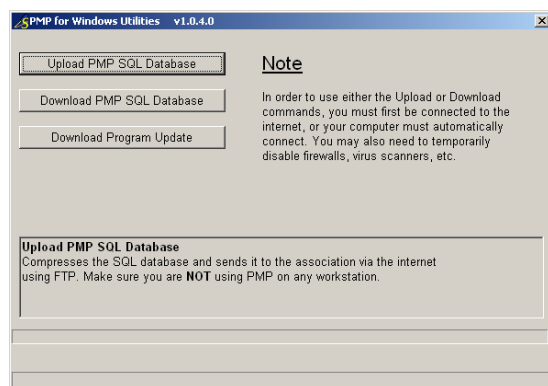 SPMP for Windows Utilities v1.0.4.0
Upload PMP SQL Database
Download PMP SQL Database
Download Program Update
Note
In order to use either the Upload or Download
commands, you must first be connected to the
internet, or your computer must automatically
connect. You may also need to temporarily
disable firewalls, virus scanners, etc.
Upload PMP SQL Database
Compresses the SQL database and sends it to the association via the internet
using FTP. Make sure you are NOT using PMP on any workstation.